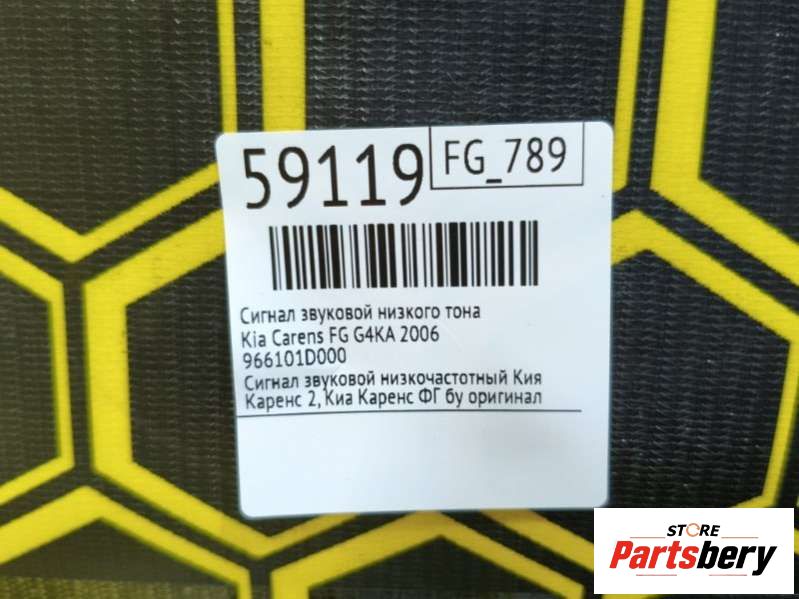 59119
FG_789
Сигнал звуковой низкого тона
Kia Carens FG G4KA 2006
966101D000
Сигнал звуковой низкочастотный Кия
Каренс 2, Киа Каренс ФГ бу оригинал
STORE
Partsbery